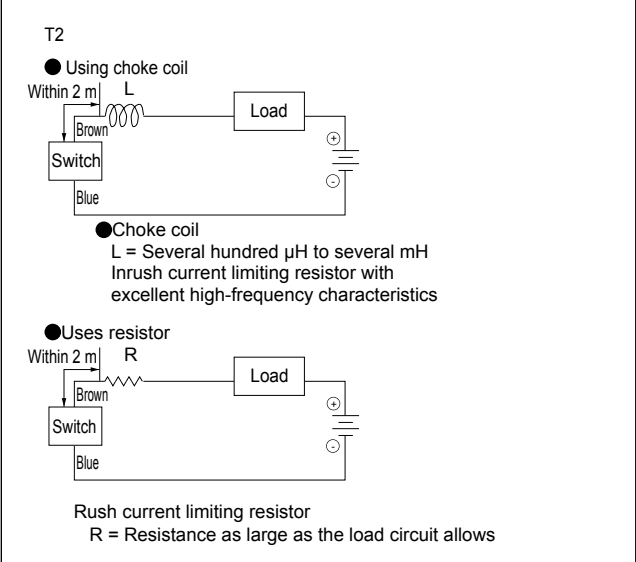 T2
● Using choke coil
Within 2 m L
Load
Brown
+
Switch
-
Blue
●Choke coil
L = Several hundred µH to several mH
Inrush current limiting resistor with
excellent high-frequency characteristics
●Uses resistor
Within 2 m R
Load
Brown
+
Switch
-
Blue
Rush current limiting resistor
R = Resistance as large as the load circuit allows